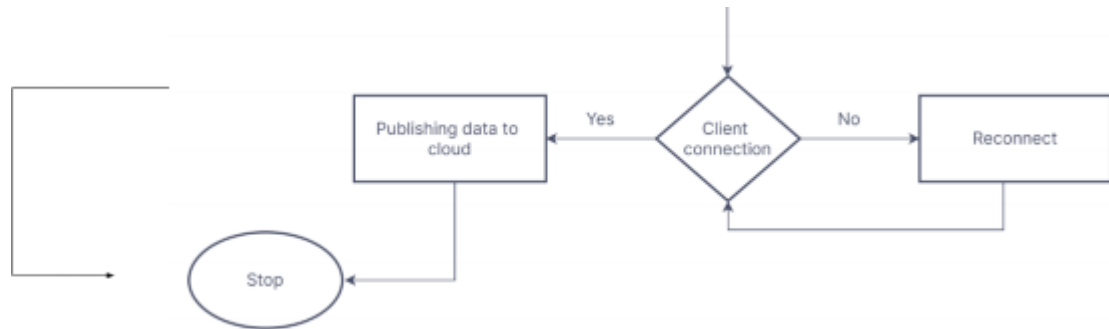 Publishing data to
cloud
Yes
Client
connection
No
Reconnect
Stop